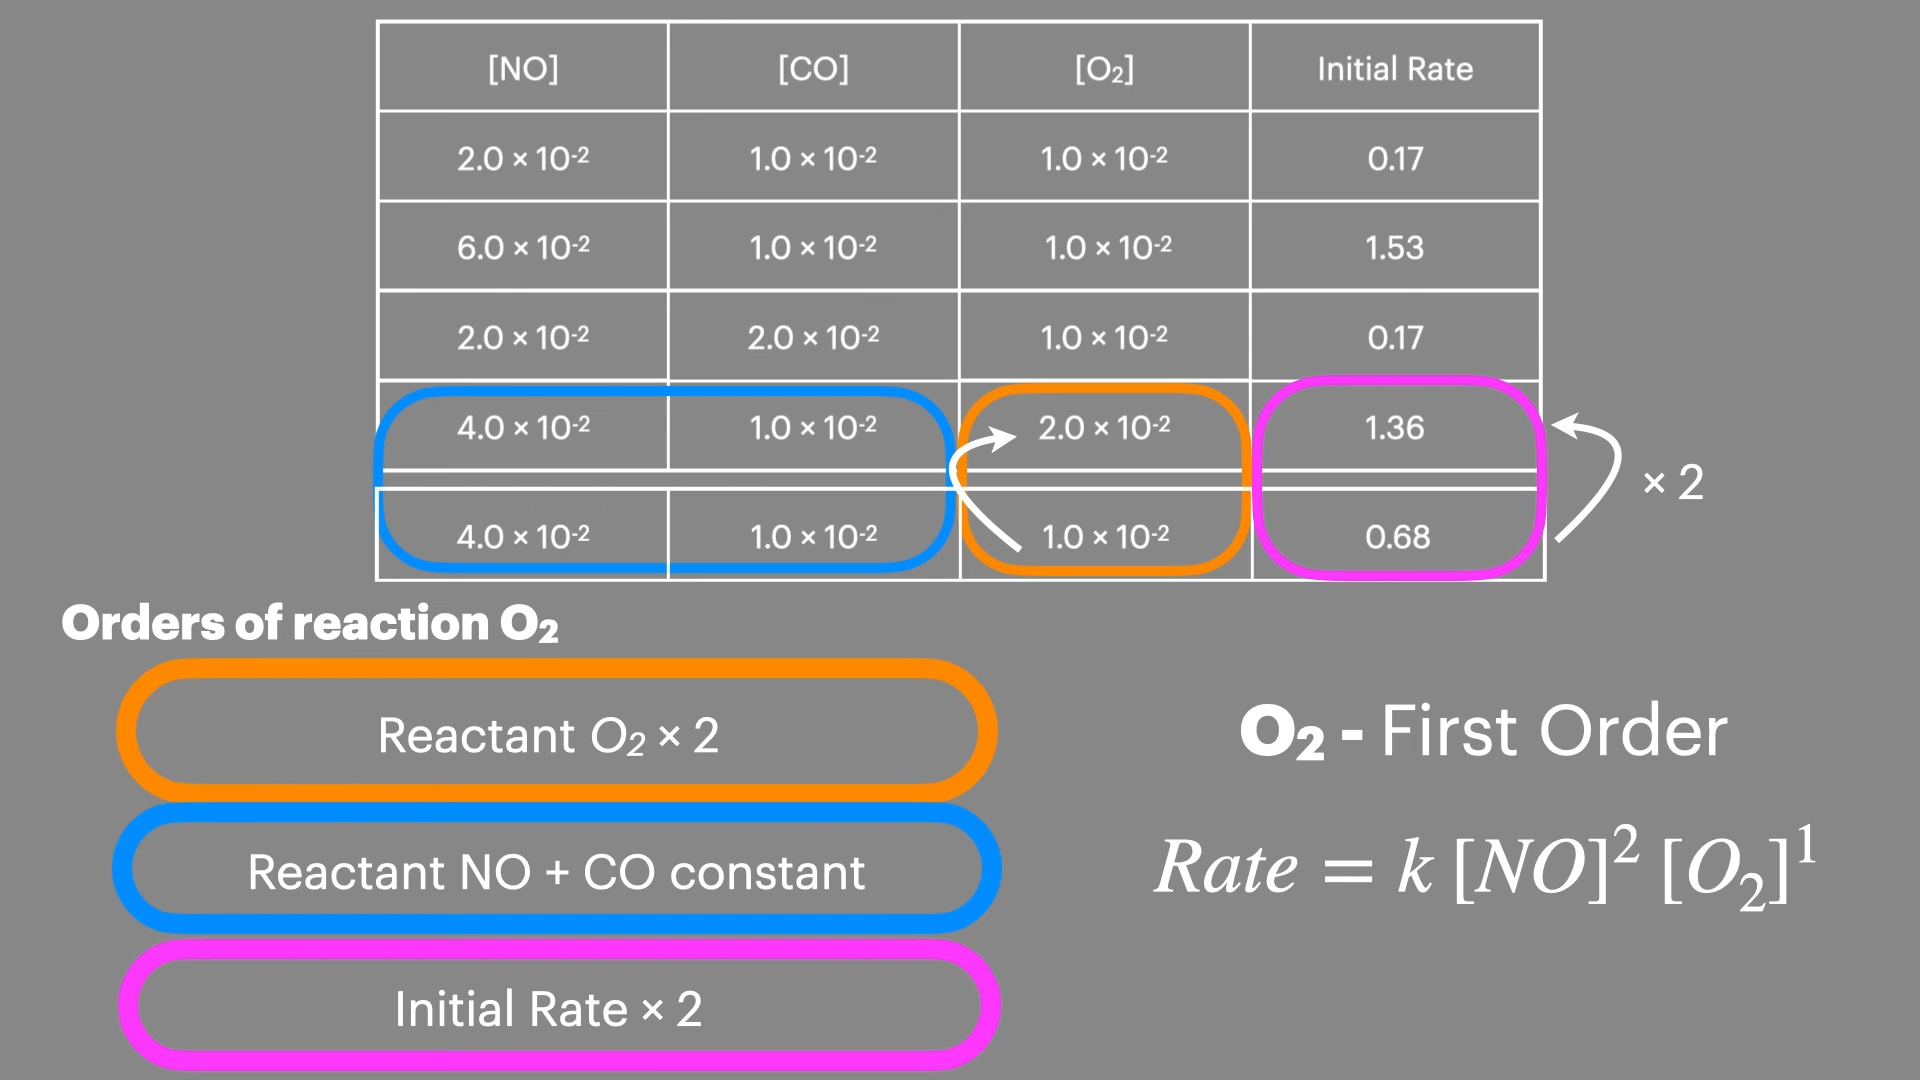 [NO] [CO] [O₂] Initial Rate
2.0 × 10⁻² 1.0 × 10⁻² 1.0 × 10⁻² 0.17
6.0 × 10⁻² 1.0 × 10⁻² 1.0 × 10⁻² 1.53
2.0 × 10⁻² 2.0 × 10⁻² 1.0 × 10⁻² 0.17
4.0 × 10⁻² 1.0 × 10⁻² 2.0 × 10⁻² 1.36
× 2
4.0 × 10⁻² 1.0 × 10⁻² 1.0 × 10⁻² 0.68
Orders of reaction O₂
Reactant O₂ × 2
Reactant NO + CO constant
Initial Rate × 2
O₂ - First Order
Rate = k [NO]² [O₂]¹